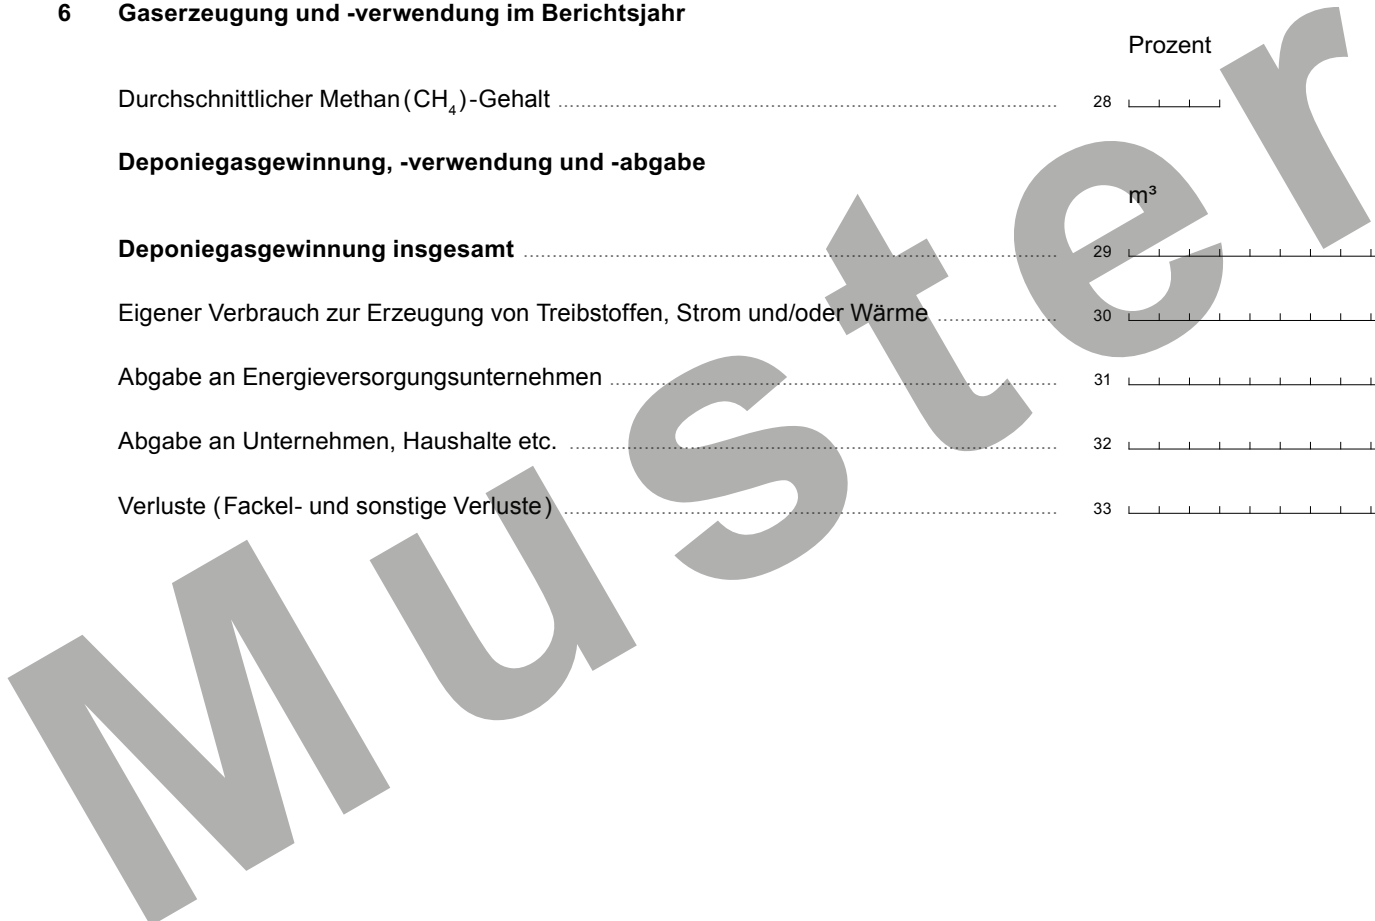 6 Gaserzeugung und -verwendung im Berichtsjahr
Prozent
Durchschnittlicher Methan (CH₄)-Gehalt 28
Deponiegasgewinnung, -verwendung und -abgabe
m³
Deponiegasgewinnung insgesamt 29
Eigener Verbrauch zur Erzeugung von Treibstoffen, Strom und/oder Wärme 30
Abgabe an Energieversorgungsunternehmen 31
Abgabe an Unternehmen, Haushalte etc. 32
Verluste (Fackel- und sonstige Verluste) 33
Muster